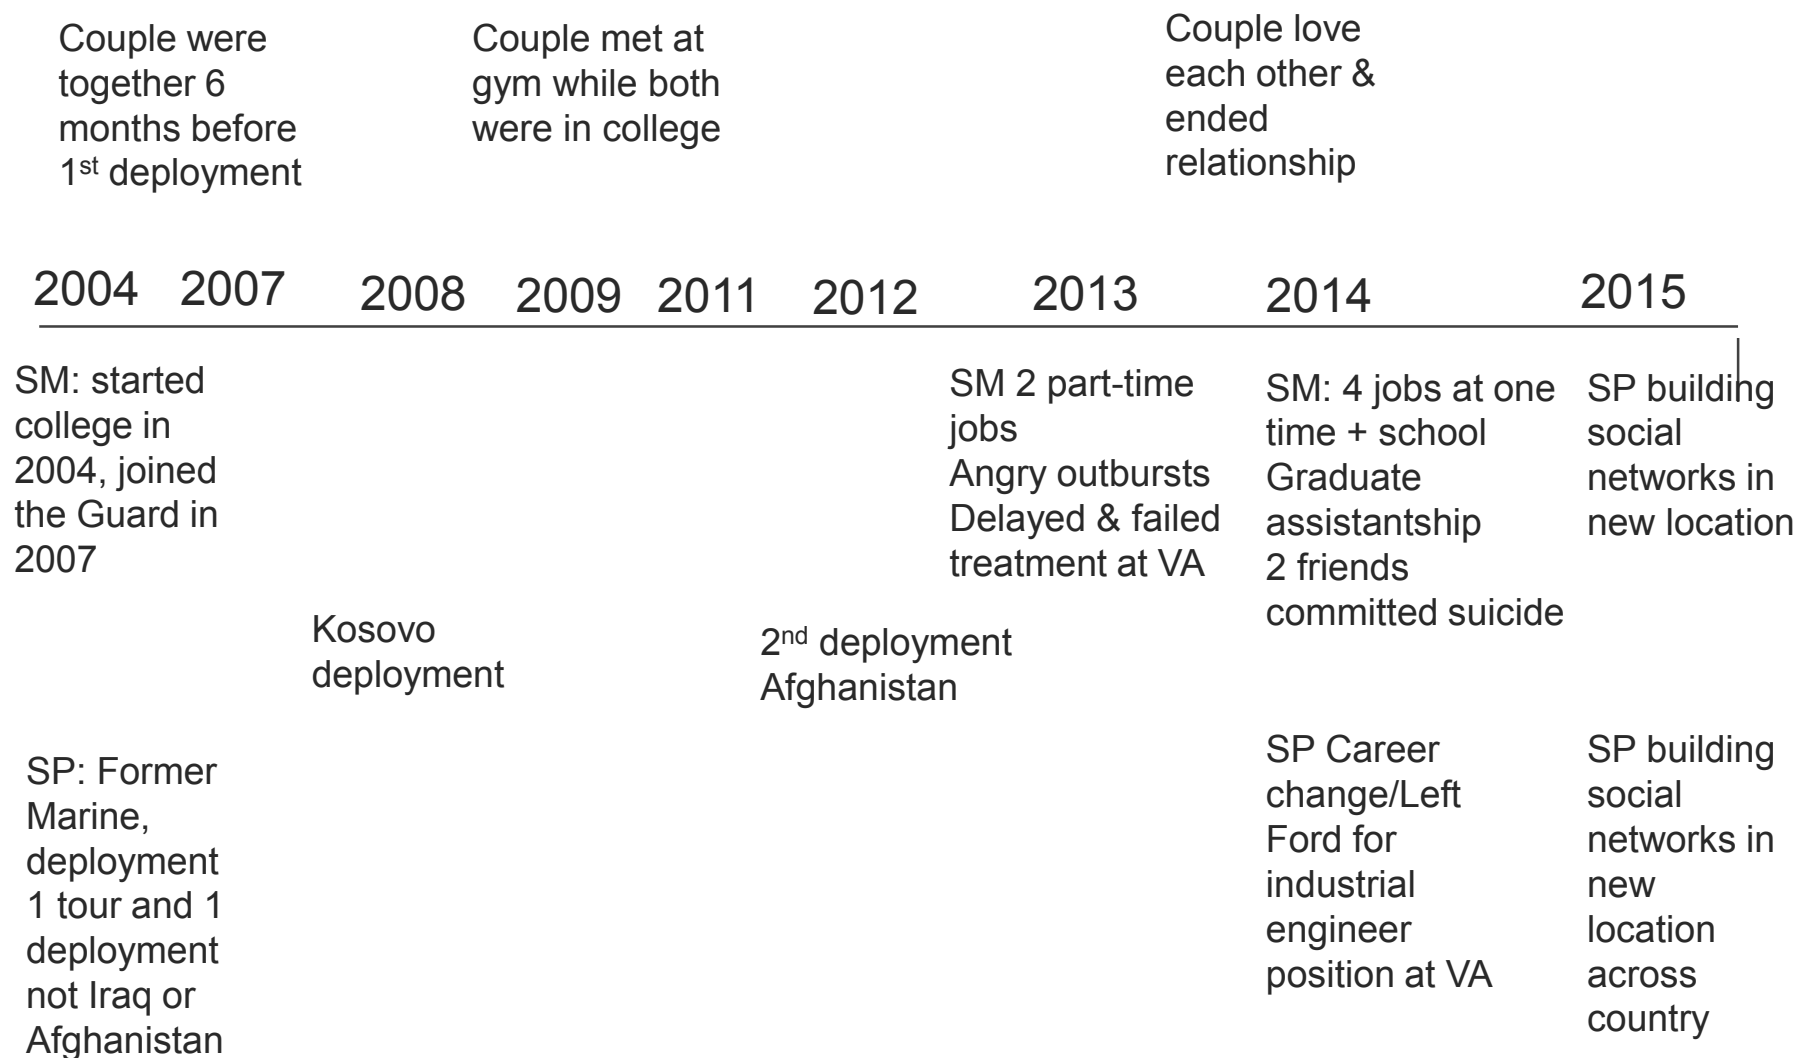 Couple were
together 6
months before
1st deployment
Couple met at
gym while both
were in college
Couple love
each other &
ended
relationship
2004 2007 2008 2009 2011 2012 2013 2014 2015
SM: started
college in
2004, joined
the Guard in
2007
SM 2 part-time
jobs
Angry outbursts
Delayed & failed
treatment at VA
SM: 4 jobs at one
time + school
Graduate
assistantship
2 friends
committed suicide
SP building
social
networks in
new location
Kosovo
deployment
2nd deployment
Afghanistan
SP: Former
Marine,
deployment
1 tour and 1
deployment
not Iraq or
Afghanistan
SP Career
change/Left
Ford for
industrial
engineer
position at VA
SP building
social
networks in
new
location
across
country